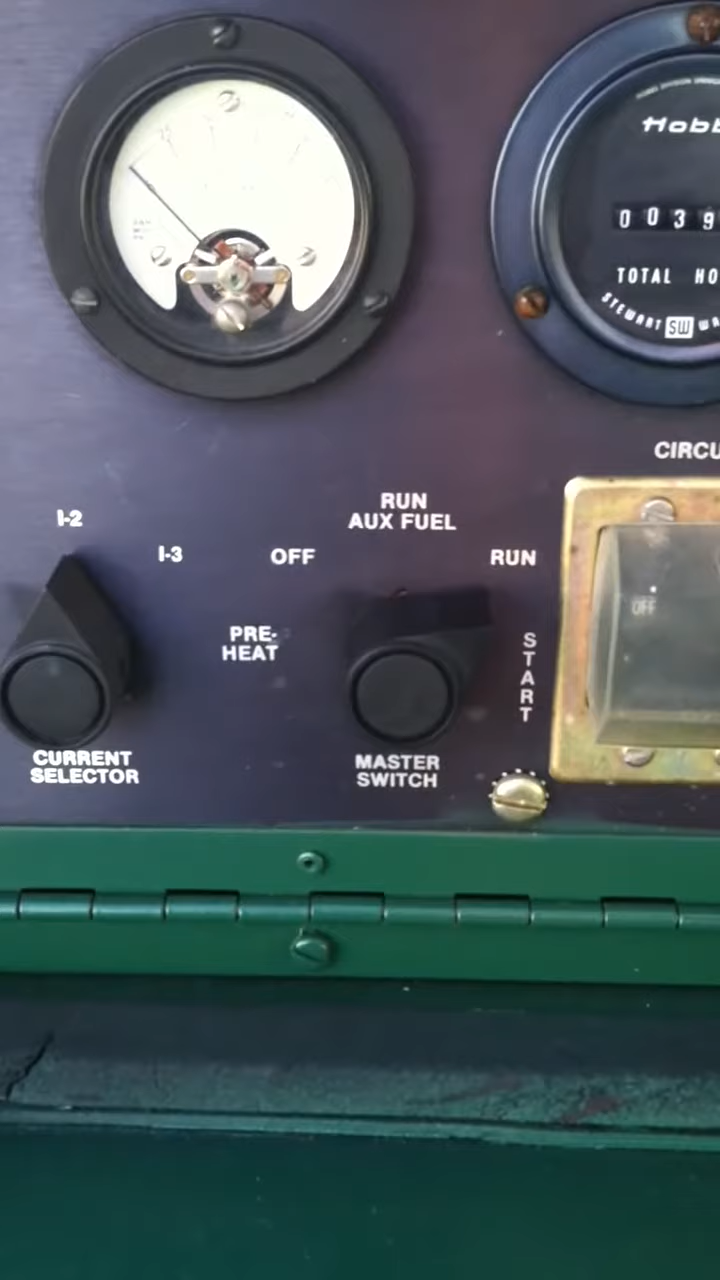 Hobb
0 0 3 9
TOTAL HO
STEWART SW WA
CIRCU
I-2
I-3
OFF
RUN
AUX FUEL
RUN
PRE-
HEAT
START
OFF
CURRENT
SELECTOR
MASTER
SWITCH